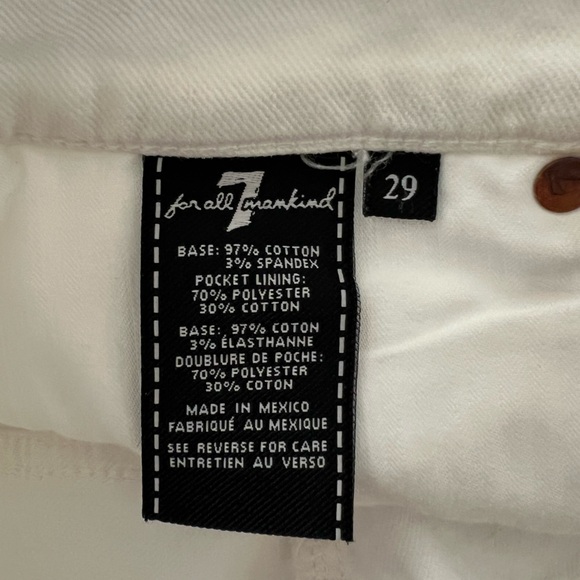 for all 7 mankind
29
BASE: 97% COTTON
3% SPANDEX
POCKET LINING:
70% POLYESTER
30% COTTON
BASE: 97% COTON
3% ÉLASTHANNE
DOUBLURE DE POCHE:
70% POLYESTER
30% COTON
MADE IN MEXICO
FABRIQUÉ AU MEXIQUE
SEE REVERSE FOR CARE
ENTRETIEN AU VERSO